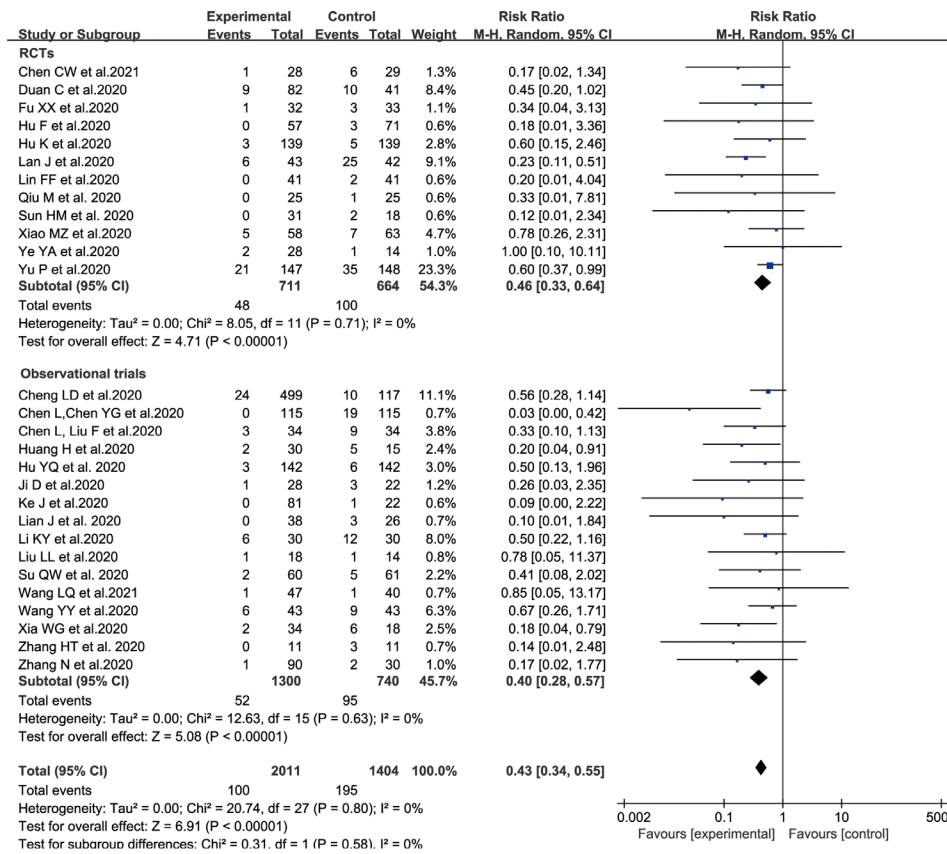 Experimental Control Risk Ratio Risk Ratio
Study or Subgroup Events Total Events Total Weight M-H, Random, 95% CI M-H, Random, 95% CI
RCTs
Chen CW et al.2021 1 28 6 29 1.3% 0.17 [0.02, 1.34]
Duan C et al.2020 9 82 10 41 8.4% 0.45 [0.20, 1.02]
Fu XX et al.2020 1 32 3 33 1.1% 0.34 [0.04, 3.13]
Hu F et al.2020 0 57 3 71 0.6% 0.18 [0.01, 3.36]
Hu K et al.2020 3 139 5 139 2.6% 0.60 [0.15, 2.46]
Lan J et al.2020 6 43 25 42 9.1% 0.23 [0.11, 0.51]
Lin FF et al.2020 0 41 2 41 0.6% 0.20 [0.01, 4.04]
Qiu M et al. 2020 0 25 1 25 0.5% 0.33 [0.01, 7.81]
Sun HM et al. 2020 0 31 2 18 0.6% 0.12 [0.01, 2.34]
Xiao MZ et al.2020 5 58 7 63 4.4% 0.78 [0.26, 2.31]
Ye YA et al.2020 2 28 1 14 1.0% 1.00 [0.10, 10.11]
Yu P et al.2020 21 147 35 148 23.3% 0.60 [0.37, 0.99]
Subtotal (95% CI) 711 664 54.3% 0.46 [0.33, 0.64]
Total events 48 100
Heterogeneity: Tau² = 0.00; Chi² = 8.05, df = 11 (P = 0.71); I² = 0%
Test for overall effect: Z = 4.71 (P < 0.00001)
Observational trials
Cheng LD et al.2020 24 499 10 117 11.1% 0.56 [0.28, 1.14]
Chen L,Chen YG et al.2020 0 115 19 115 0.7% 0.03 [0.00, 0.42]
Chen L, Liu F et al.2020 3 34 9 34 3.8% 0.33 [0.10, 1.13]
Huang H et al. 2020 2 30 5 15 2.4% 0.20 [0.04, 0.91]
Hu YQ et al. 2020 3 142 6 142 3.0% 0.50 [0.13, 1.96]
Ji D et al.2020 1 28 3 22 1.2% 0.26 [0.03, 2.35]
Ke J et al.2020 0 81 1 22 0.6% 0.09 [0.00, 2.22]
Lian J et al. 2020 0 38 3 26 0.7% 0.10 [0.01, 1.84]
Li KY et al.2020 6 30 12 30 8.1% 0.50 [0.22, 1.16]
Liu LL et al.2020 1 18 1 14 0.8% 0.78 [0.05, 11.37]
Su QW et al. 2020 2 60 5 61 2.2% 0.41 [0.08, 2.02]
Wang LQ et al.2021 1 47 1 40 0.8% 0.85 [0.05, 13.17]
Wang YY et al.2020 6 43 9 43 6.3% 0.67 [0.26, 1.71]
Xia WG et al.2020 2 34 6 18 2.5% 0.18 [0.04, 0.79]
Zhang HT et al. 2020 0 11 3 11 0.7% 0.14 [0.01, 2.48]
Zhang N et al.2020 1 90 2 30 1.0% 0.17 [0.02, 1.77]
Subtotal (95% CI) 1300 740 45.7% 0.40 [0.28, 0.57]
Total events 52 95
Heterogeneity: Tau² = 0.00; Chi² = 12.63, df = 15 (P = 0.63); I² = 0%
Test for overall effect: Z = 5.08 (P < 0.00001)
Total (95% CI) 2011 1404 100.0% 0.43 [0.34, 0.55]
Total events 100 195
Heterogeneity: Tau² = 0.00; Chi² = 20.74, df = 27 (P = 0.80); I² = 0%
Test for overall effect: Z = 6.91 (P < 0.00001)
Test for subgroup differences: Chi² = 0.31, df = 1 (P = 0.58), I² = 0%
0.002 0.1 1 10 500
Favours [experimental] Favours [control]